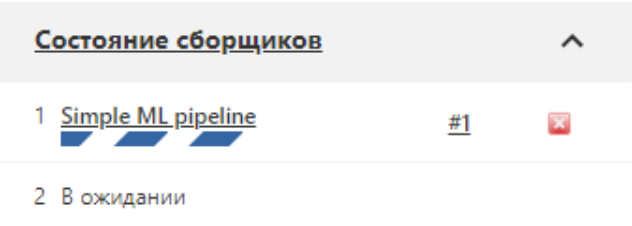 Состояние сборщиков
1 Simple ML pipeline #1
2 В ожидании